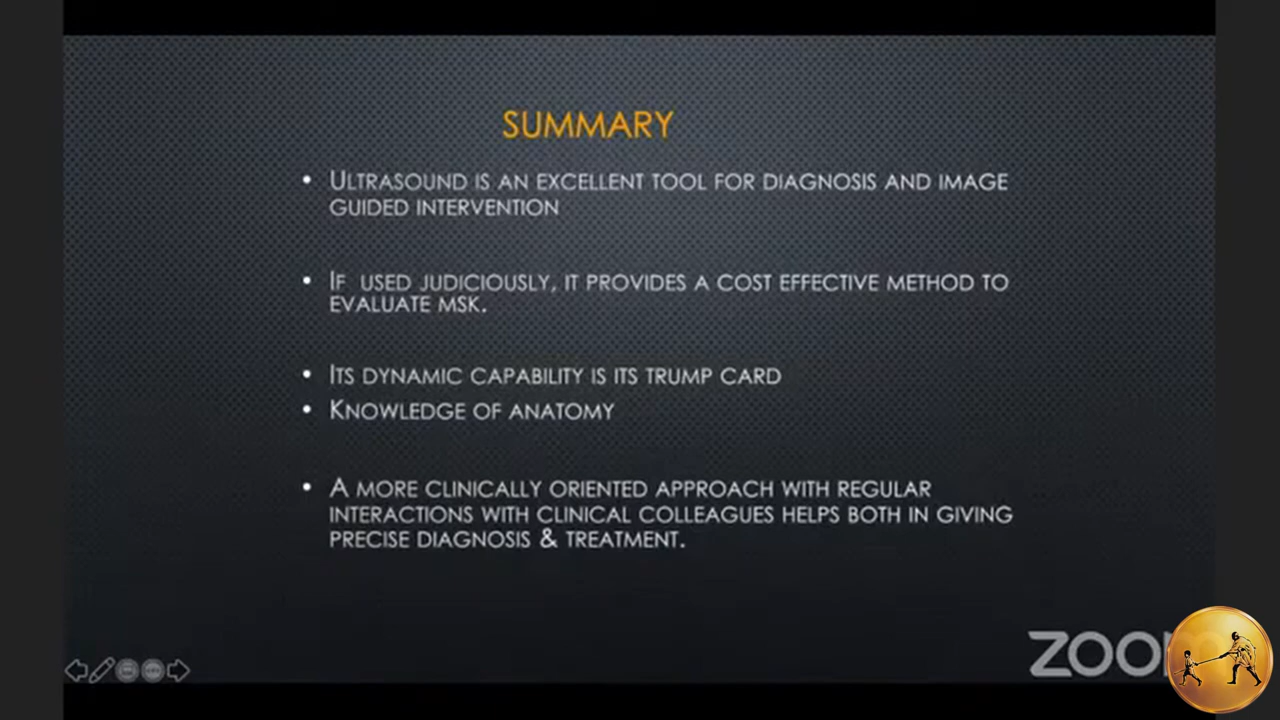 SUMMARY
• ULTRASOUND IS AN EXCELLENT TOOL FOR DIAGNOSIS AND IMAGE
GUIDED INTERVENTION
• IF USED JUDICIOUSLY, IT PROVIDES A COST EFFECTIVE METHOD TO
EVALUATE MSK.
• ITS DYNAMIC CAPABILITY IS ITS TRUMP CARD
• KNOWLEDGE OF ANATOMY
• A MORE CLINICALLY ORIENTED APPROACH WITH REGULAR
INTERACTIONS WITH CLINICAL COLLEAGUES HELPS BOTH IN GIVING
PRECISE DIAGNOSIS & TREATMENT.
zoom